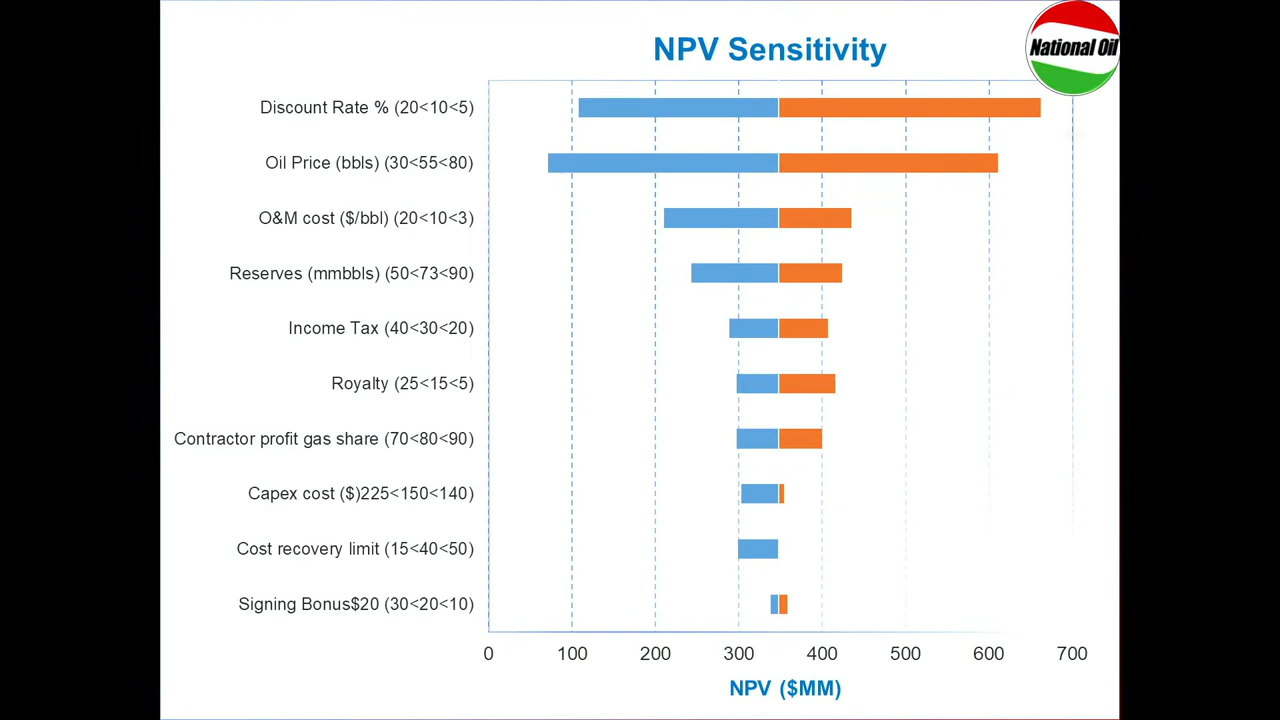 NPV Sensitivity
National Oil
Discount Rate % (20<10<5)
Oil Price (bbls) (30<55<80)
O&M cost ($/bbl) (20<10<3)
Reserves (mmbbls) (50<73<90)
Income Tax (40<30<20)
Royalty (25<15<5)
Contractor profit gas share (70<80<90)
Capex cost ($)225<150<140)
Cost recovery limit (15<40<50)
Signing Bonus$20 (30<20<10)
0 100 200 300 400 500 600 700
NPV ($MM)